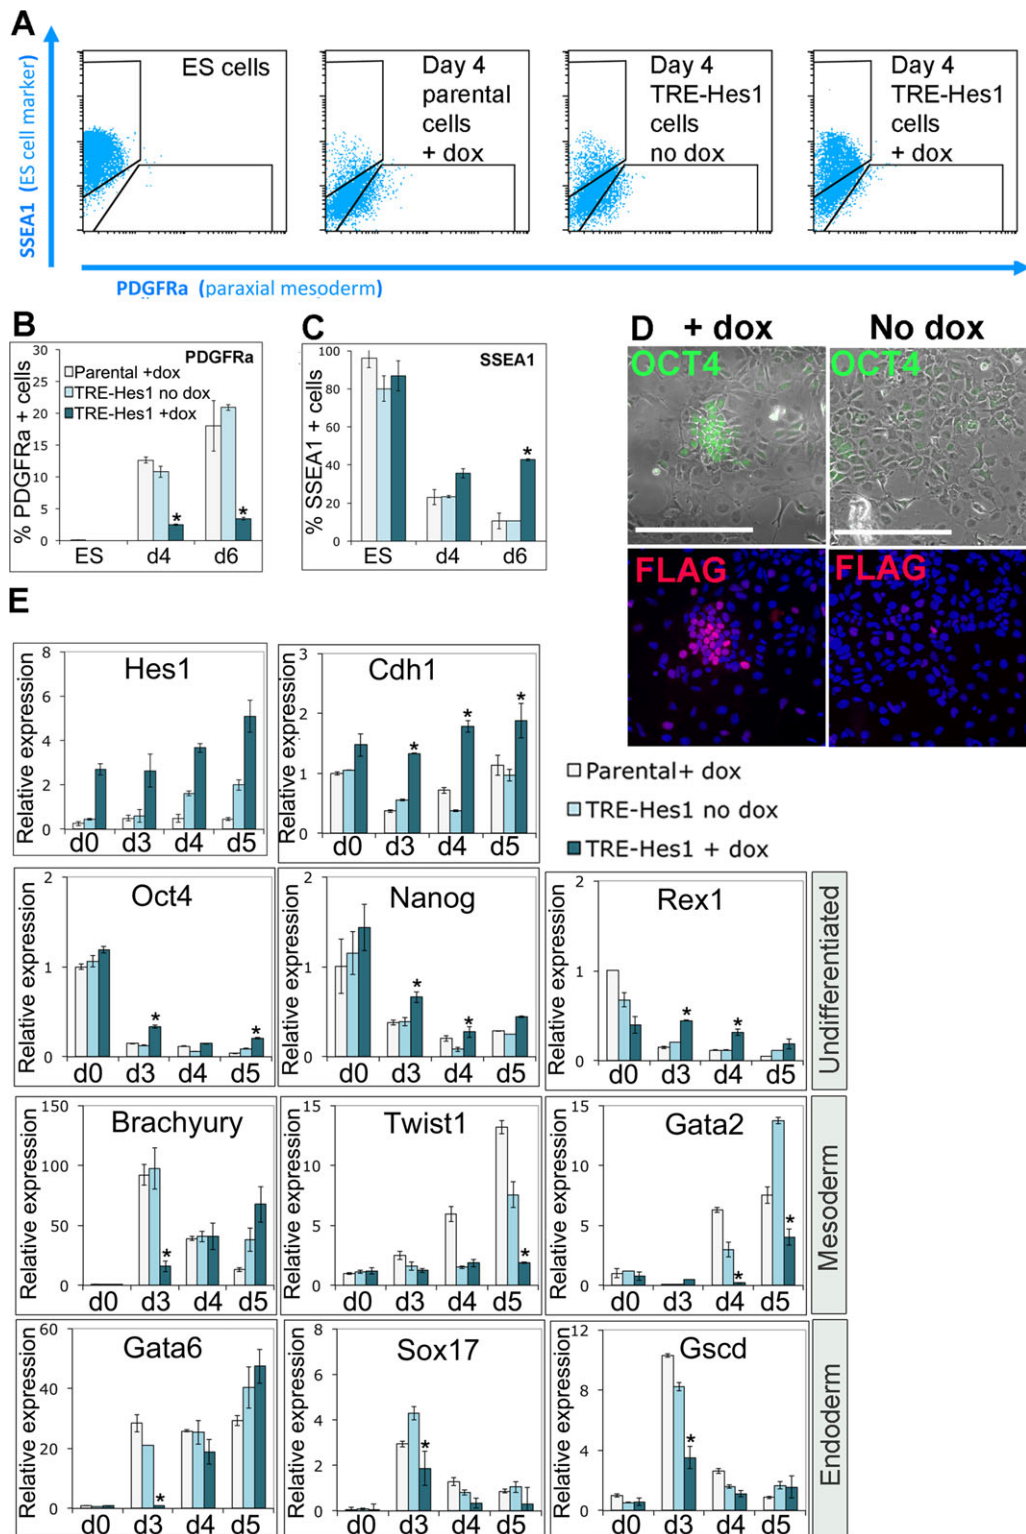 A
SSEA1 (ES cell marker)
ES cells
Day 4
parental
cells
+ dox
Day 4
TRE-Hes1
cells
no dox
Day 4
TRE-Hes1
cells
+ dox
PDGFRa (paraxial mesoderm)
B
% PDGFRa + cells
PDGFRa
Parental +dox
TRE-Hes1 no dox
TRE-Hes1 +dox
30
25
20
15
10
5
0
*
*
ES d4 d6
C
% SSEA1 + cells
SSEA1
100
80
60
40
20
0
*
ES d4 d6
D + dox No dox
OCT4 OCT4
FLAG FLAG
E
Relative expression
Hes1
8
6
4
2
0
d0 d3 d4 d5
Relative expression
Cdh1
3
2
1
0
* * *
d0 d3 d4 d5
Parental+ dox
TRE-Hes1 no dox
TRE-Hes1 + dox
Relative expression
Oct4
2
1
0
* *
d0 d3 d4 d5
Relative expression
Nanog
2
1
0
* *
d0 d3 d4 d5
Relative expression
Rex1
2
1
0
* *
d0 d3 d4 d5
Undifferentiated
Relative expression
Brachyury
150
100
50
0
*
d0 d3 d4 d5
Relative expression
Twist1
15
10
5
0
*
d0 d3 d4 d5
Relative expression
Gata2
15
10
5
0
* *
d0 d3 d4 d5
Mesoderm
Relative expression
Gata6
60
40
20
0
*
d0 d3 d4 d5
Relative expression
Sox17
8
6
4
2
0
*
d0 d3 d4 d5
Relative expression
Gscd
12
8
4
0
*
d0 d3 d4 d5
Endoderm